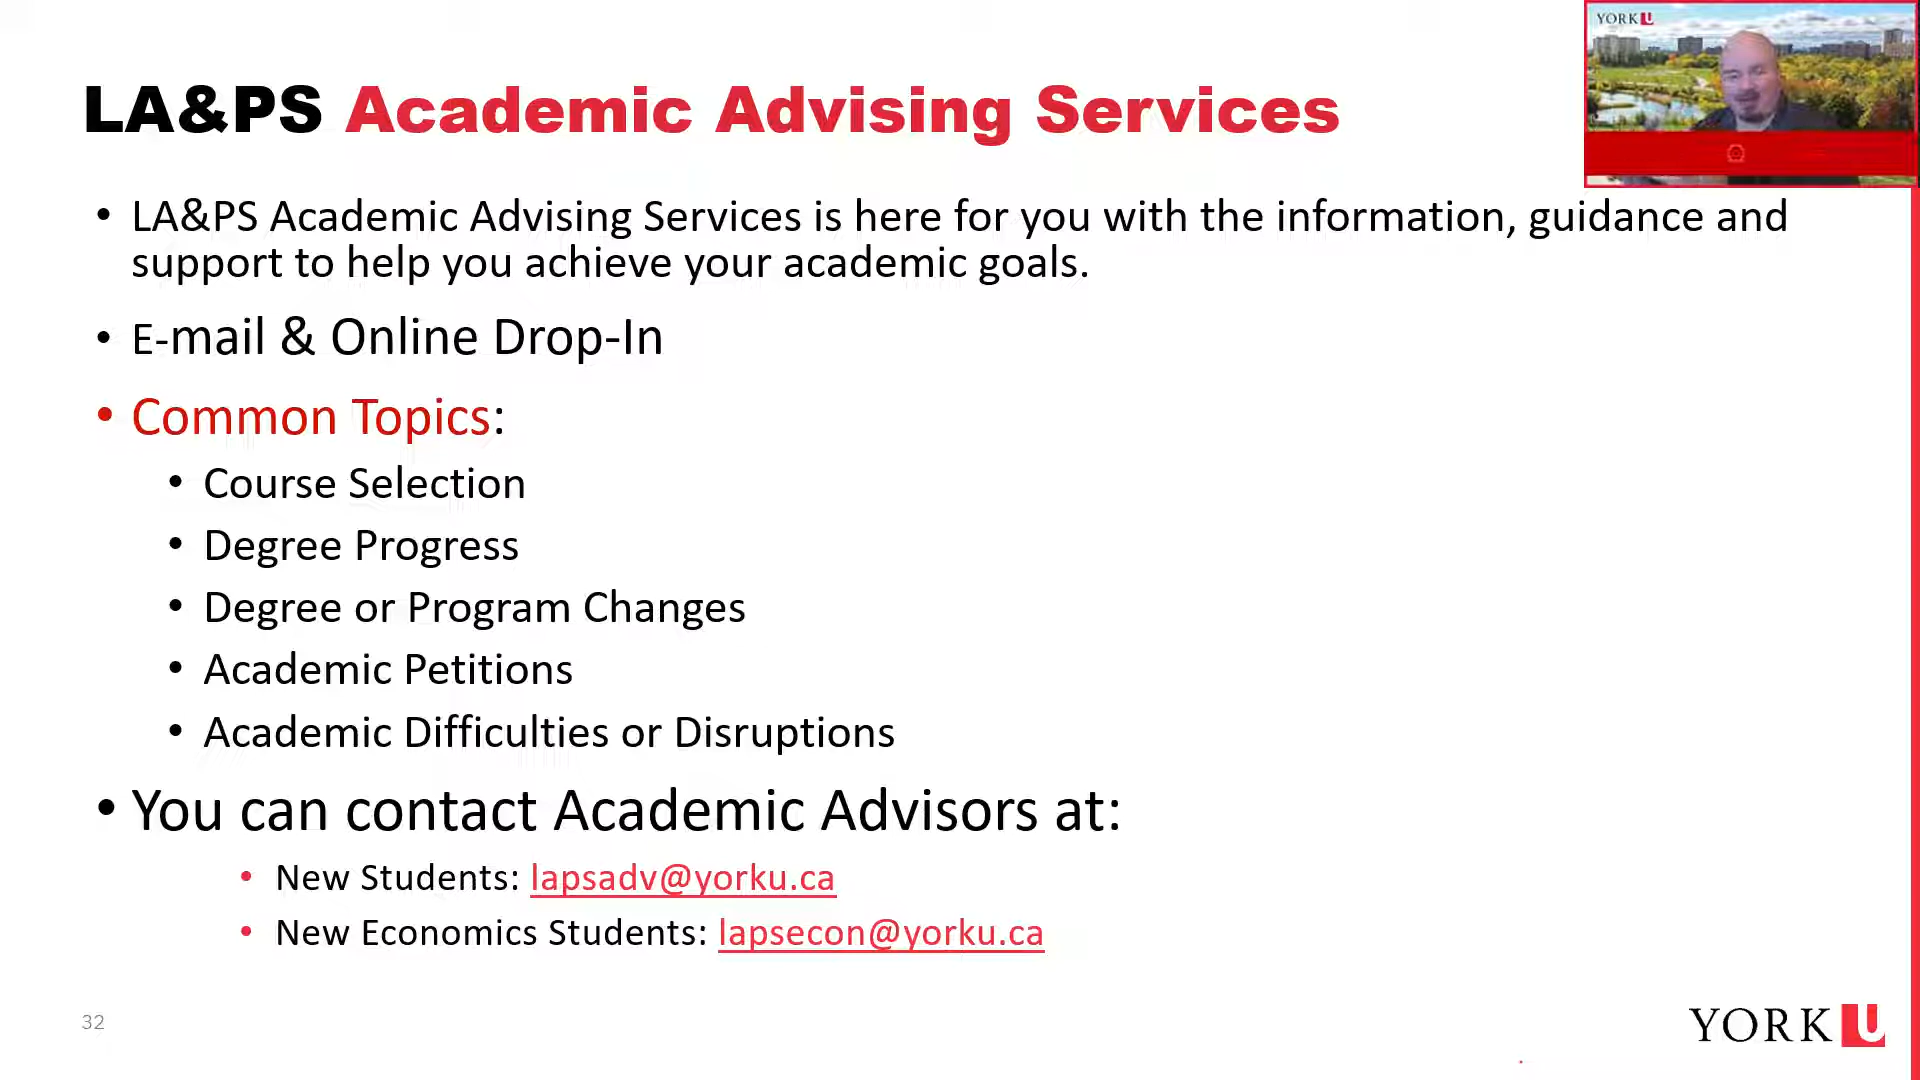 YORK U
LA&PS Academic Advising Services
• LA&PS Academic Advising Services is here for you with the information, guidance and
support to help you achieve your academic goals.
• E-mail & Online Drop-In
• Common Topics:
• Course Selection
• Degree Progress
• Degree or Program Changes
• Academic Petitions
• Academic Difficulties or Disruptions
• You can contact Academic Advisors at:
• New Students: lapsadv@yorku.ca
• New Economics Students: lapsecon@yorku.ca
32
YORK U